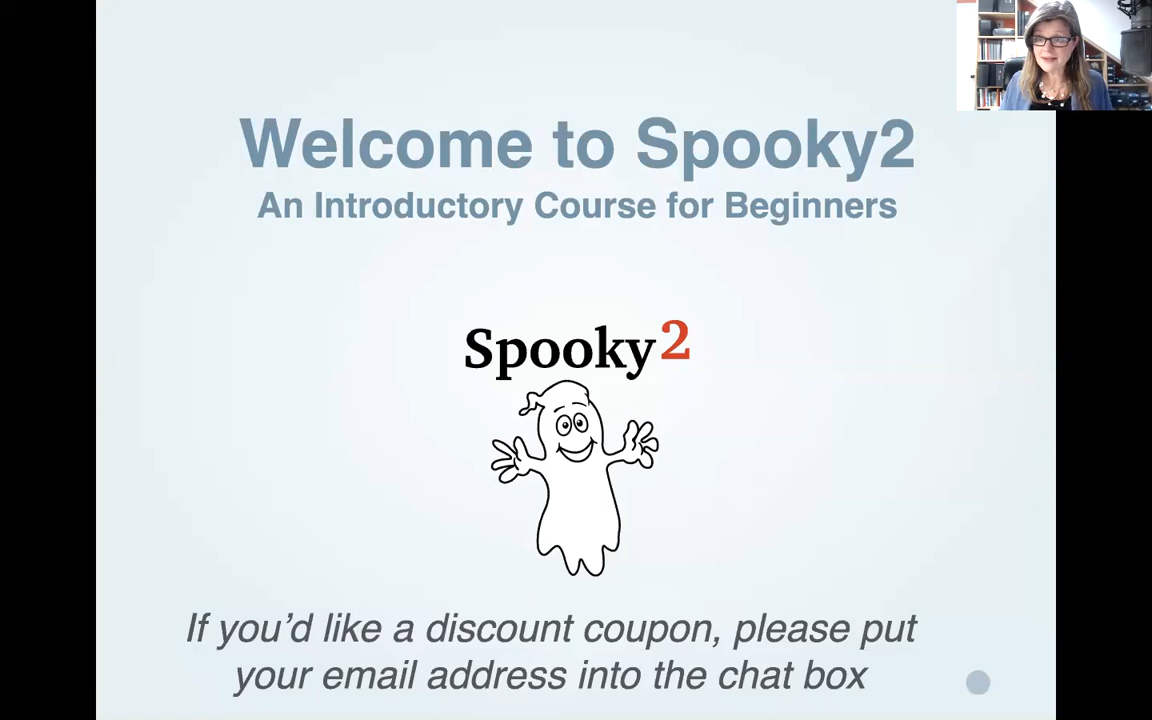 Welcome to Spooky2
An Introductory Course for Beginners
Spooky2
If you'd like a discount coupon, please put
your email address into the chat box